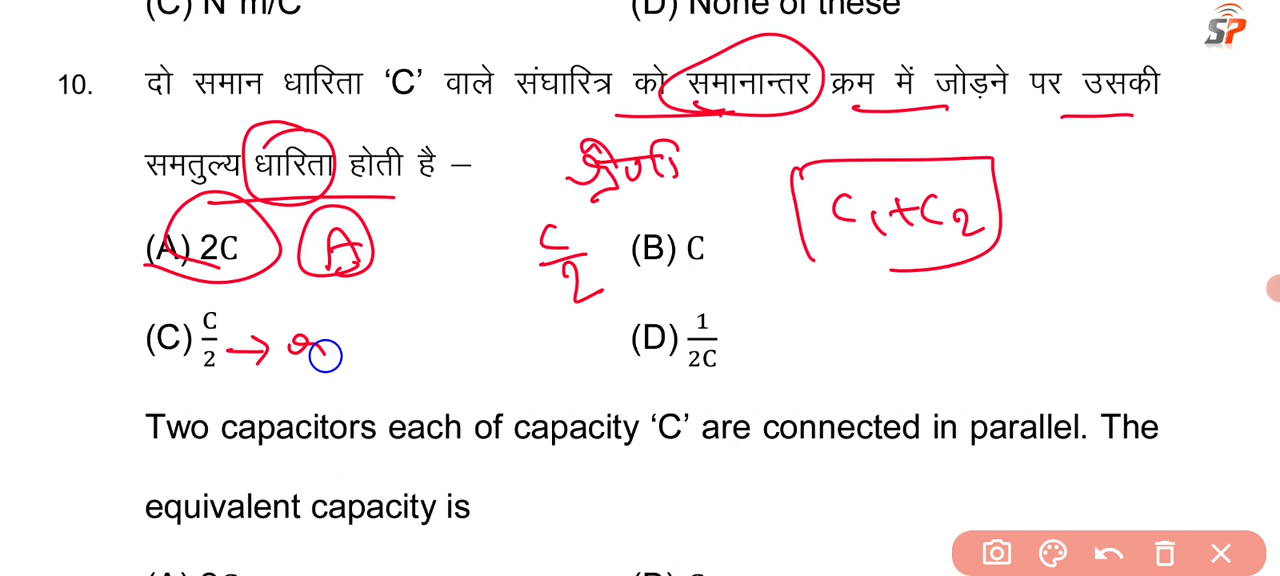 (C) N m/C (D) None of these
SP
10. दो समान धारिता ‘C’ वाले संघारित्र को समानान्तर क्रम में जोड़ने पर उसकी
समतुल्य धारिता होती है –
श्रेणी
C₁+C₂
(A) 2C A C/2 (B) C
(C) C/2 → (D) 1/2C
Two capacitors each of capacity ‘C’ are connected in parallel. The
equivalent capacity is